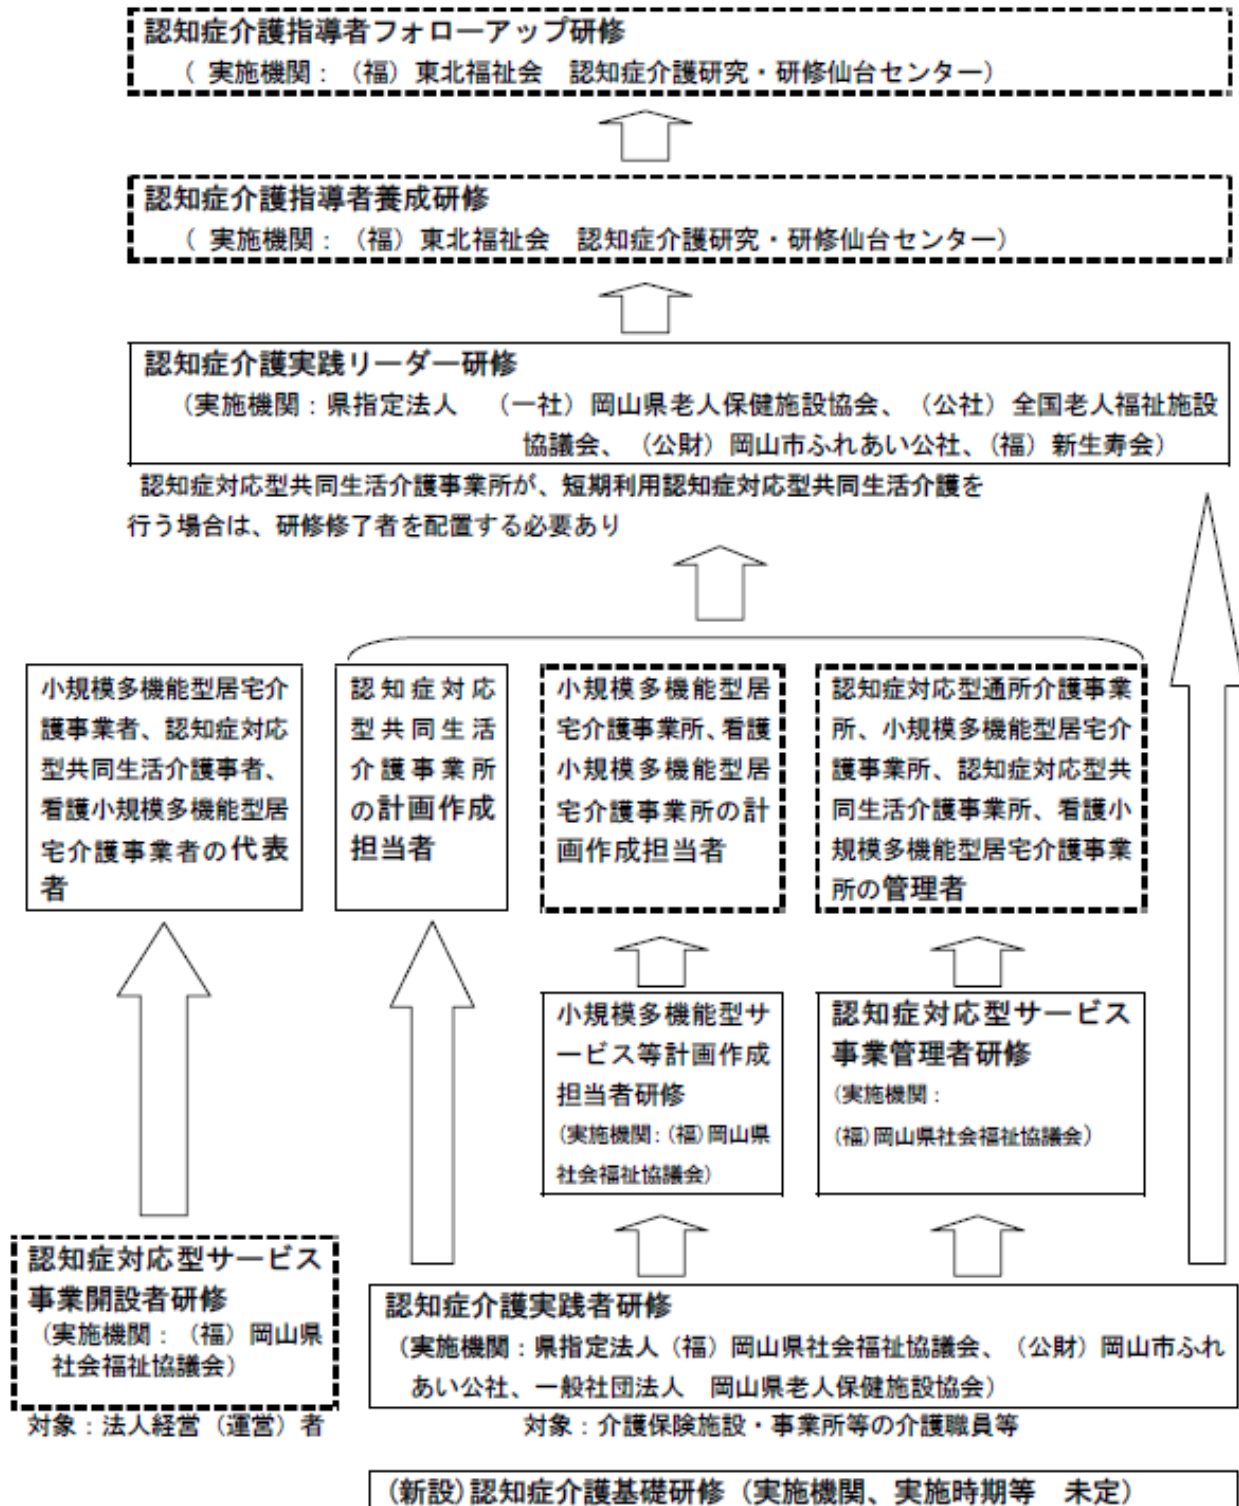 認知症介護指導者フォローアップ研修
（ 実施機関：（福）東北福祉会　認知症介護研究・研修仙台センター）
認知症介護指導者養成研修
（ 実施機関：（福）東北福祉会　認知症介護研究・研修仙台センター）
認知症介護実践リーダー研修
（実施機関：県指定法人　（一社）岡山県老人保健施設協会、（公社）全国老人福祉施設
協議会、（公財）岡山市ふれあい公社、（福）新生寿会）
認知症対応型共同生活介護事業所が、短期利用認知症対応型共同生活介護を
行う場合は、研修修了者を配置する必要あり
小規模多機能型居宅介
護事業者、認知症対応
型共同生活介護事者、
看護小規模多機能型居
宅介護事業者の代表
者
認知症対応
型共同生活
介護事業所
の計画作成
担当者
小規模多機能型居
宅介護事業所、看護
小規模多機能型居
宅介護事業所の計
画作成担当者
認知症対応型通所介護事業
所、小規模多機能型居宅介
護事業所、認知症対応型共
同生活介護事業所、看護小
規模多機能型居宅介護事業
所の管理者
小規模多機能型サ
ービス等計画作成
担当者研修
（実施機関：（福）岡山県
社会福祉協議会）
認知症対応型サービス
事業管理者研修
（実施機関：
（福）岡山県社会福祉協議会）
認知症対応型サービス
事業開設者研修
（実施機関：（福）岡山県
社会福祉協議会）
対象：法人経営（運営）者
認知症介護実践者研修
（実施機関：県指定法人（福）岡山県社会福祉協議会、（公財）岡山市ふれ
あい公社、一般社団法人　岡山県老人保健施設協会）
対象：介護保険施設・事業所等の介護職員等
（新設）認知症介護基礎研修（実施機関、実施時期等　未定）